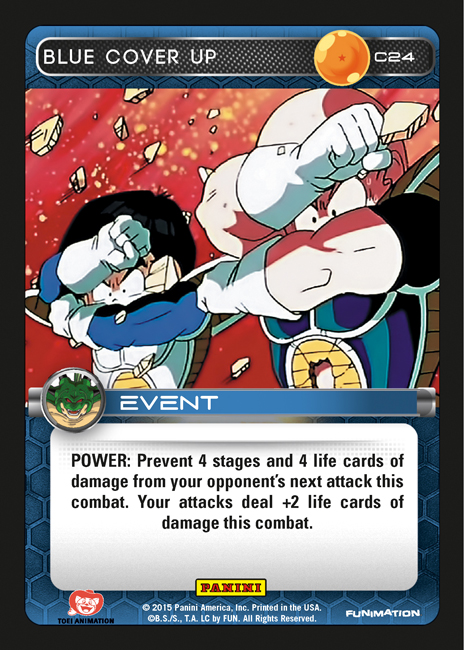 BLUE COVER UP
C24
EVENT
POWER: Prevent 4 stages and 4 life cards of
damage from your opponent's next attack this
combat. Your attacks deal +2 life cards of
damage this combat.
PANINI
TOEI ANIMATION
© 2015 Panini America, Inc. Printed in the USA.
©B.S./S., T.A. LC by FUN. All Rights Reserved.
FUNIMATION